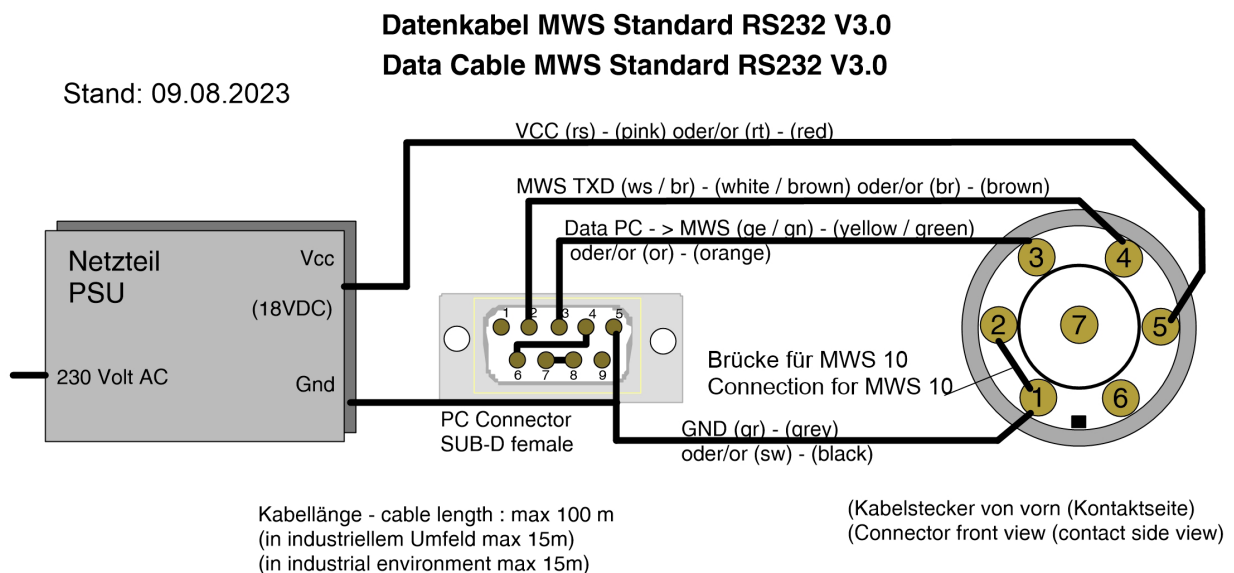 Datenkabel MWS Standard RS232 V3.0
Data Cable MWS Standard RS232 V3.0
Stand: 09.08.2023
VCC (rs) - (pink) oder/or (rt) - (red)
MWS TXD (ws / br) - (white / brown) oder/or (br) - (brown)
Data PC - > MWS (ge / gn) - (yellow / green)
oder/or (or) - (orange)
Netzteil
PSU
Vcc
(18VDC)
230 Volt AC
Gnd
1 2 3 4 5
6 7 8 9
PC Connector
SUB-D female
3 4
2 7 5
1 6
Brücke für MWS 10
Connection for MWS 10
GND (gr) - (grey)
oder/or (sw) - (black)
Kabellänge - cable length : max 100 m
(in industriellem Umfeld max 15m)
(in industrial environment max 15m)
(Kabelstecker von vorn (Kontaktseite)
(Connector front view (contact side view)